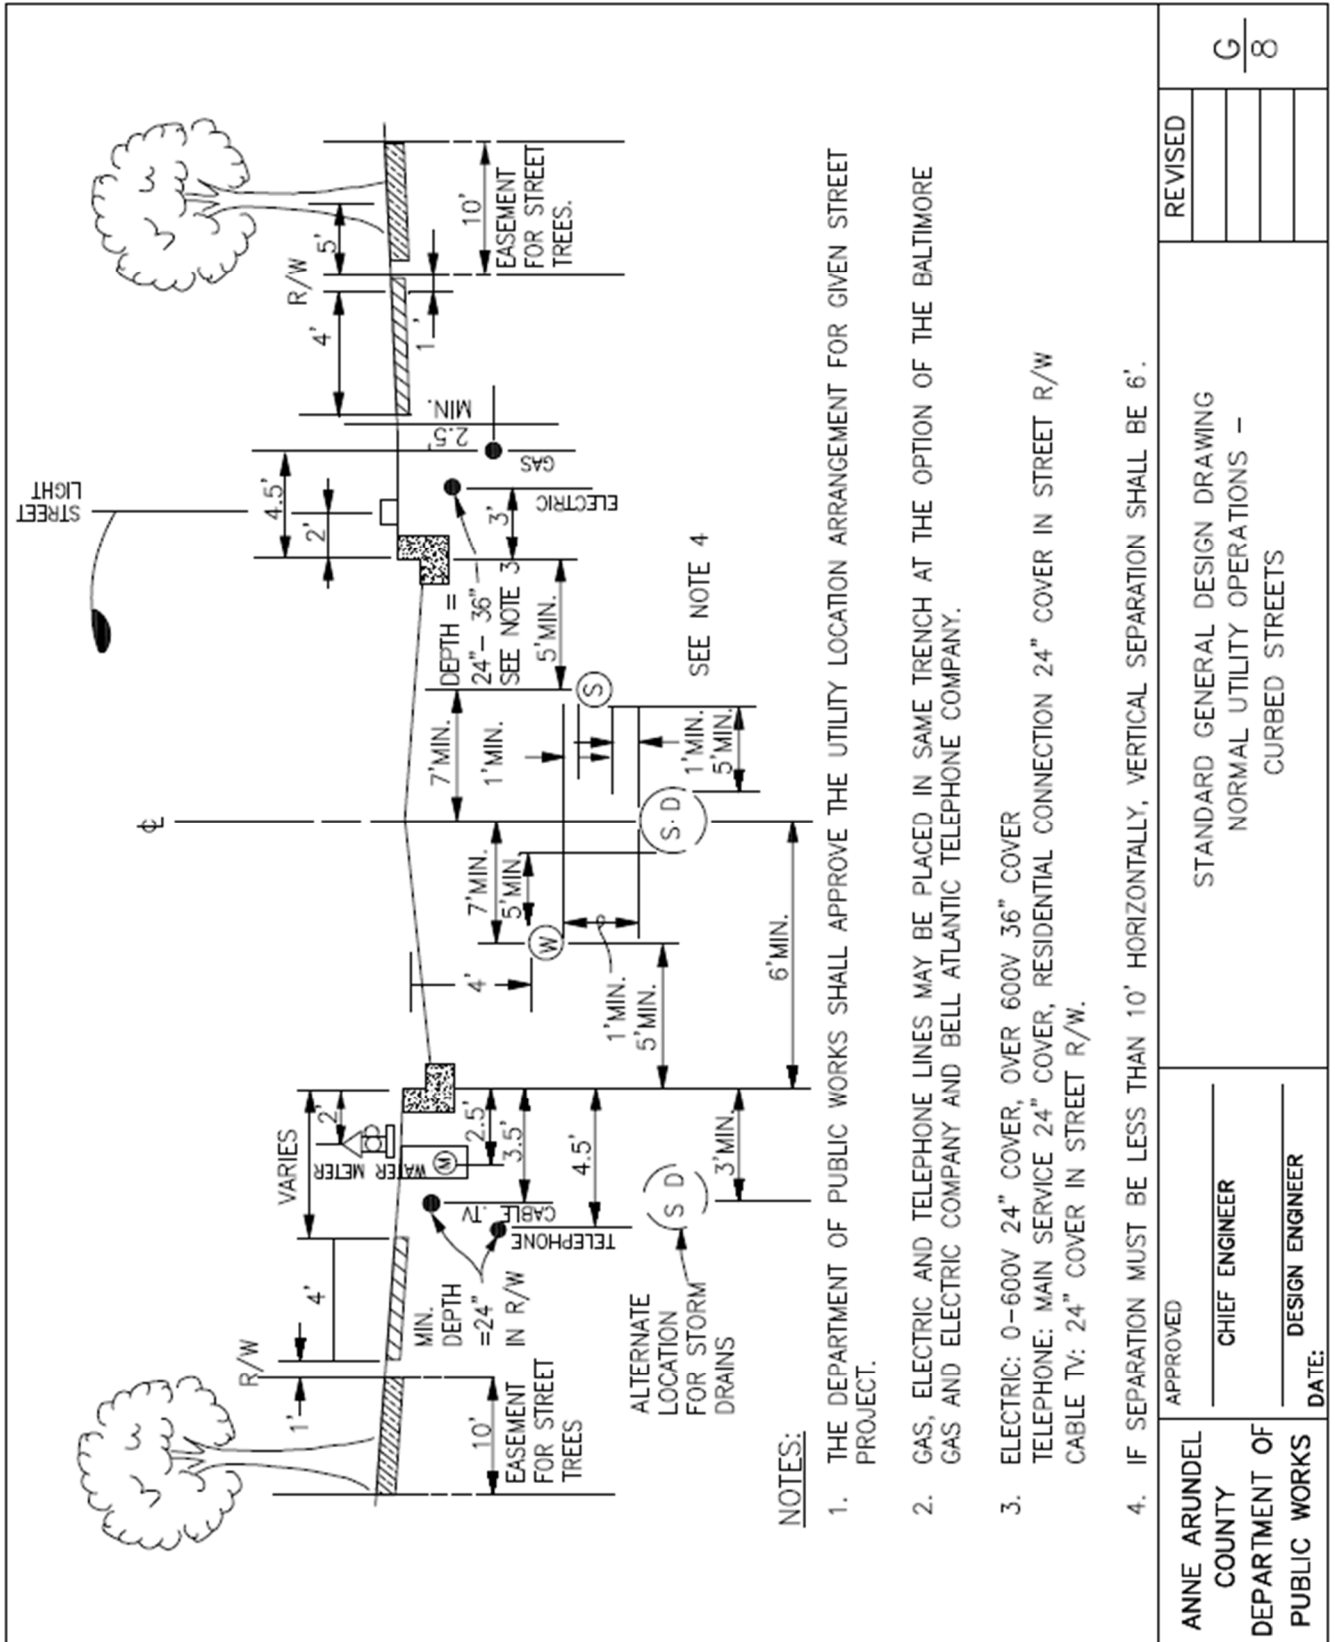 STREET
LIGHT
℄
R/W
VARIES
2'
4'
1'
WATER METER
M
2.5'
3.5'
4.5'
3'MIN.
CABLE .TV
TELEPHONE
MIN.
DEPTH
=24"
IN R/W
10'
EASEMENT
FOR STREET
TREES
ALTERNATE
LOCATION
FOR STORM
DRAINS
S D
4'
W
7'MIN.
5'MIN.
1'MIN.
5'MIN.
6'MIN.
S. D
7'MIN.
1'MIN.
S
1'MIN.
5'MIN.
SEE NOTE 4
DEPTH =
24"- 36"
SEE NOTE 3
5'MIN.
4.5'
2'
3'
ELECTRIC
GAS
2.5'
MIN.
4'
R/W
5'
1'
10'
EASEMENT
FOR STREET
TREES.
NOTES:
1. THE DEPARTMENT OF PUBLIC WORKS SHALL APPROVE THE UTILITY LOCATION ARRANGEMENT FOR GIVEN STREET
PROJECT.
2. GAS, ELECTRIC AND TELEPHONE LINES MAY BE PLACED IN SAME TRENCH AT THE OPTION OF THE BALTIMORE
GAS AND ELECTRIC COMPANY AND BELL ATLANTIC TELEPHONE COMPANY.
3. ELECTRIC: 0-600V 24" COVER, OVER 600V 36" COVER
TELEPHONE: MAIN SERVICE 24" COVER, RESIDENTIAL CONNECTION 24" COVER IN STREET R/W
CABLE TV: 24" COVER IN STREET R/W.
4. IF SEPARATION MUST BE LESS THAN 10' HORIZONTALLY, VERTICAL SEPARATION SHALL BE 6'.
ANNE ARUNDEL
COUNTY
DEPARTMENT OF
PUBLIC WORKS
APPROVED
CHIEF ENGINEER
DESIGN ENGINEER
DATE:
STANDARD GENERAL DESIGN DRAWING
NORMAL UTILITY OPERATIONS -
CURBED STREETS
REVISED
G
8